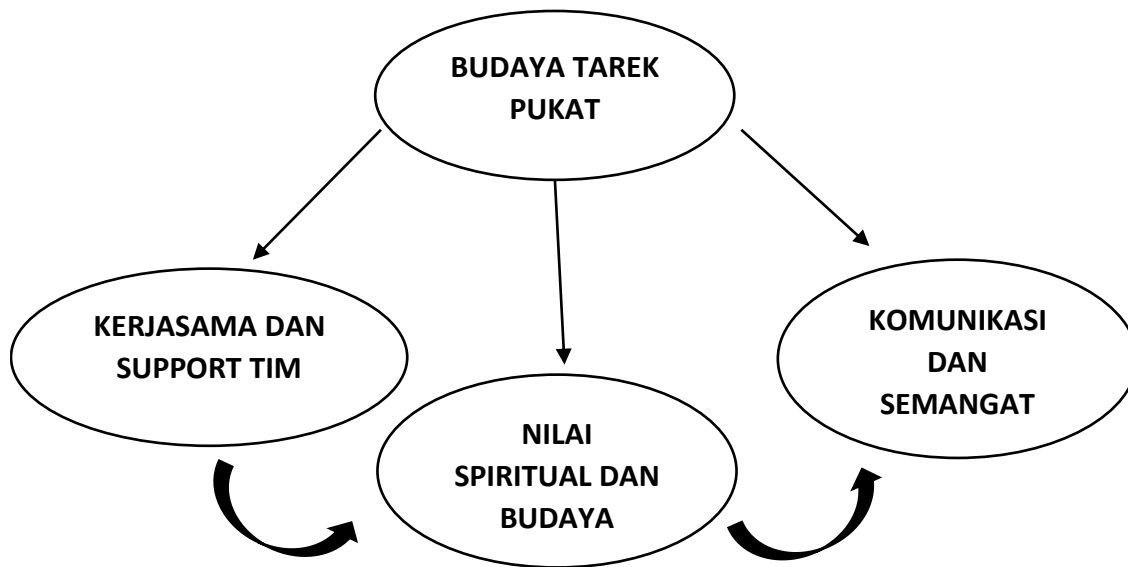 BUDAYA TAREK
PUKAT
KERJASAMA DAN
SUPPORT TIM
NILAI
SPIRITUAL DAN
BUDAYA
KOMUNIKASI
DAN
SEMANGAT